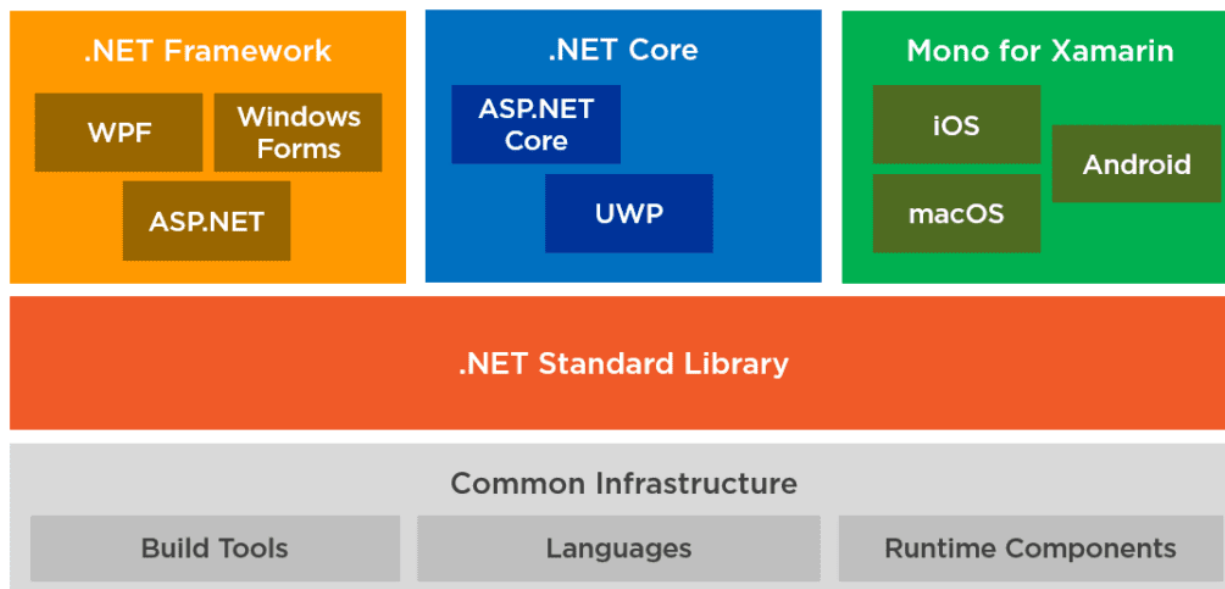 .NET Framework
WPF
Windows
Forms
ASP.NET
.NET Core
ASP.NET
Core
UWP
Mono for Xamarin
iOS
Android
macOS
.NET Standard Library
Common Infrastructure
Build Tools
Languages
Runtime Components